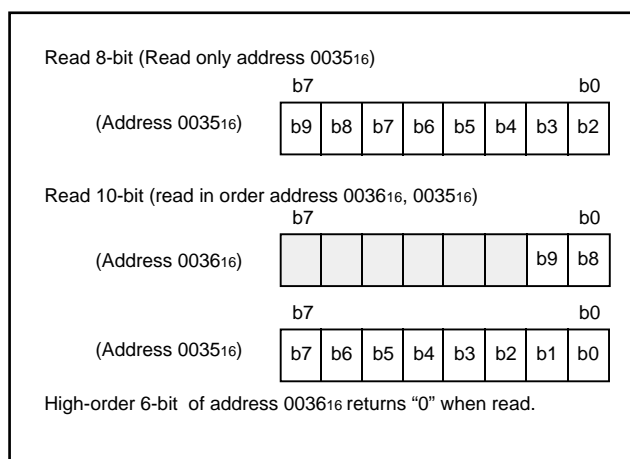 Read 8-bit (Read only address 003516)
b7 b0
(Address 003516) b9 b8 b7 b6 b5 b4 b3 b2
Read 10-bit (read in order address 003616, 003516)
b7 b0
(Address 003616) b9 b8
b7 b0
(Address 003516) b7 b6 b5 b4 b3 b2 b1 b0
High-order 6-bit of address 003616 returns “0” when read.